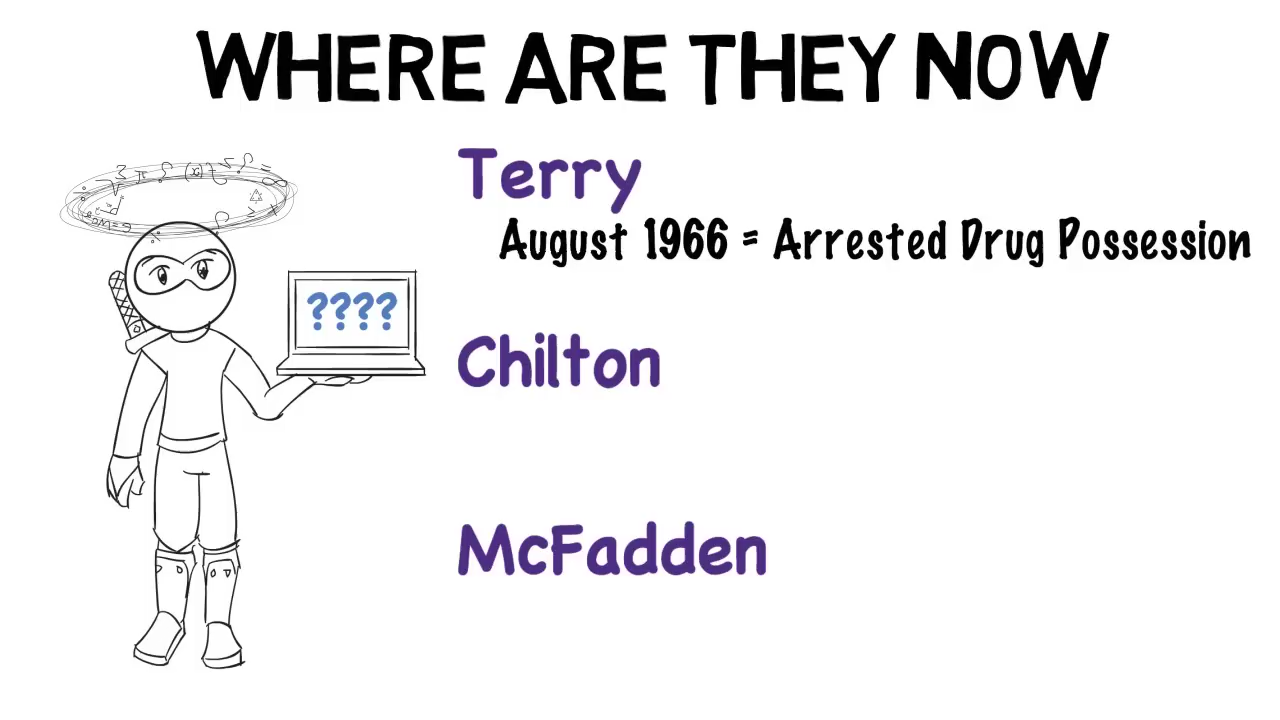 WHERE ARE THEY NOW
Terry
August 1966 = Arrested Drug Possession
????
Chilton
McFadden